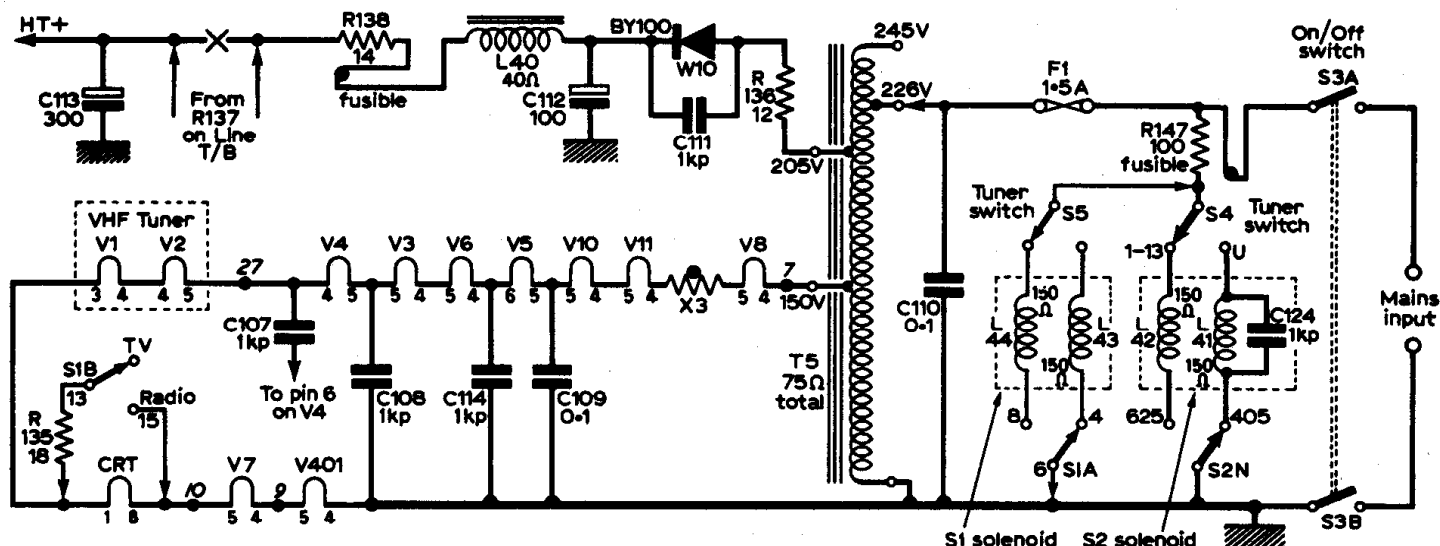 HT+
R138
14
fusible
L40
40Ω
BY100
W10
C111
1kp
R
136
12
245V
226V
205V
F1
1·5A
On/Off
switch
S3A
C113
300
From
R137
on Line
T/B
C112
100
R147
100
fusible
Tuner
switch
S5
S4
Tuner
switch
1-13
U
VHF Tuner
V1
V2
3 4
4 5
27
V4
V3
V6
V5
V10
V11
X3
V8
7
150V
4 5
5 4
5 4
6 5
5 4
5 4
5 4
C107
1kp
To pin 6
on V4
C108
1kp
C114
1kp
C109
0·1
T5
75Ω
total
C110
0·1
150
Ω
L
44
L
43
150
Ω
150
Ω
L
42
L
41
150
Ω
C124
1kp
Mains
input
S1B
13
TV
Radio
15
R
135
18
CRT
1 8
10
V7
5 4
9
V401
5 4
8
4
6
S1A
625
405
S2N
S3B
S1 solenoid
S2 solenoid